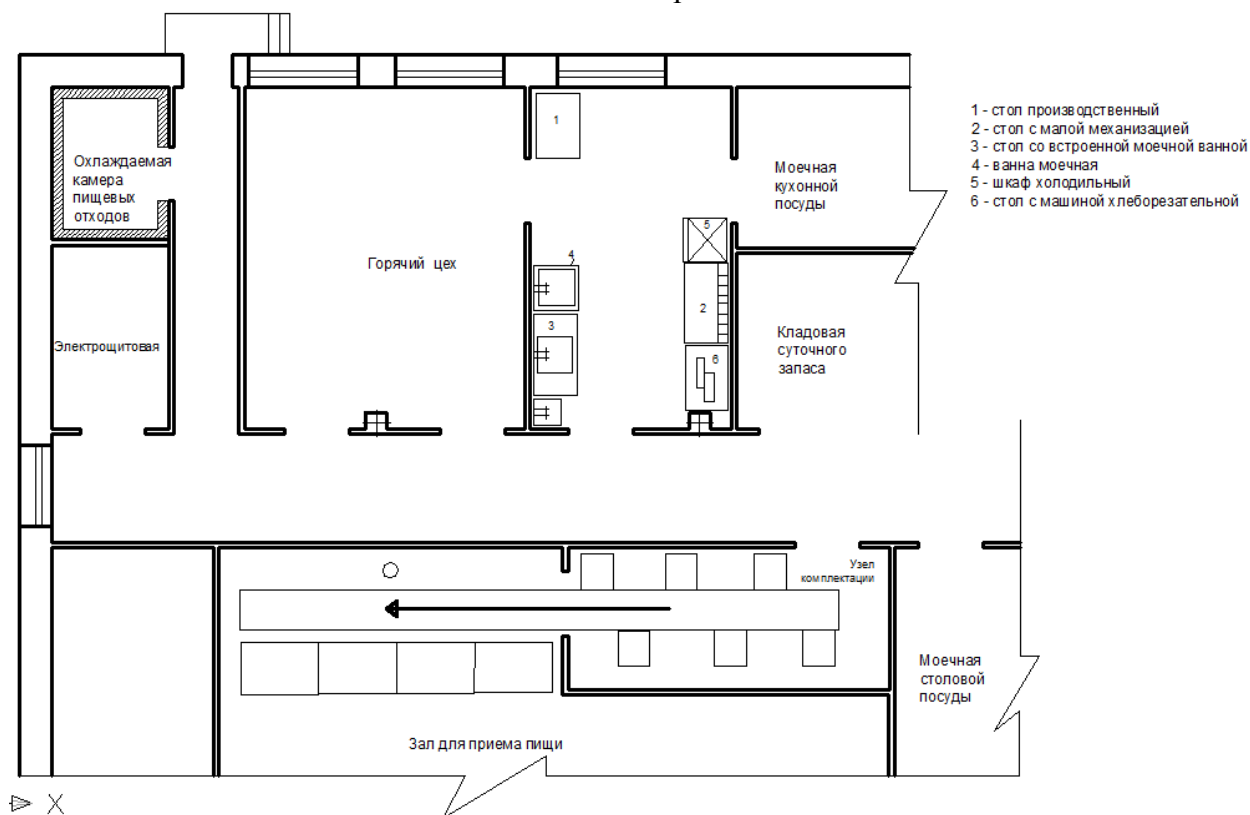 1 - стол производственный
2 - стол с малой механизацией
3 - стол со встроенной моечной ванной
4 - ванна моечная
5 - шкаф холодильный
6 - стол с машиной хлеборезательной
Охлаждаемая
камера
пищевых
отходов
1
Моечная
кухонной
посуды
Горячий цех
5
4
2
3
6
Электрощитовая
Кладовая
суточного
запаса
Узел
комплектации
Моечная
столовой
посуды
Зал для приема пищи
X